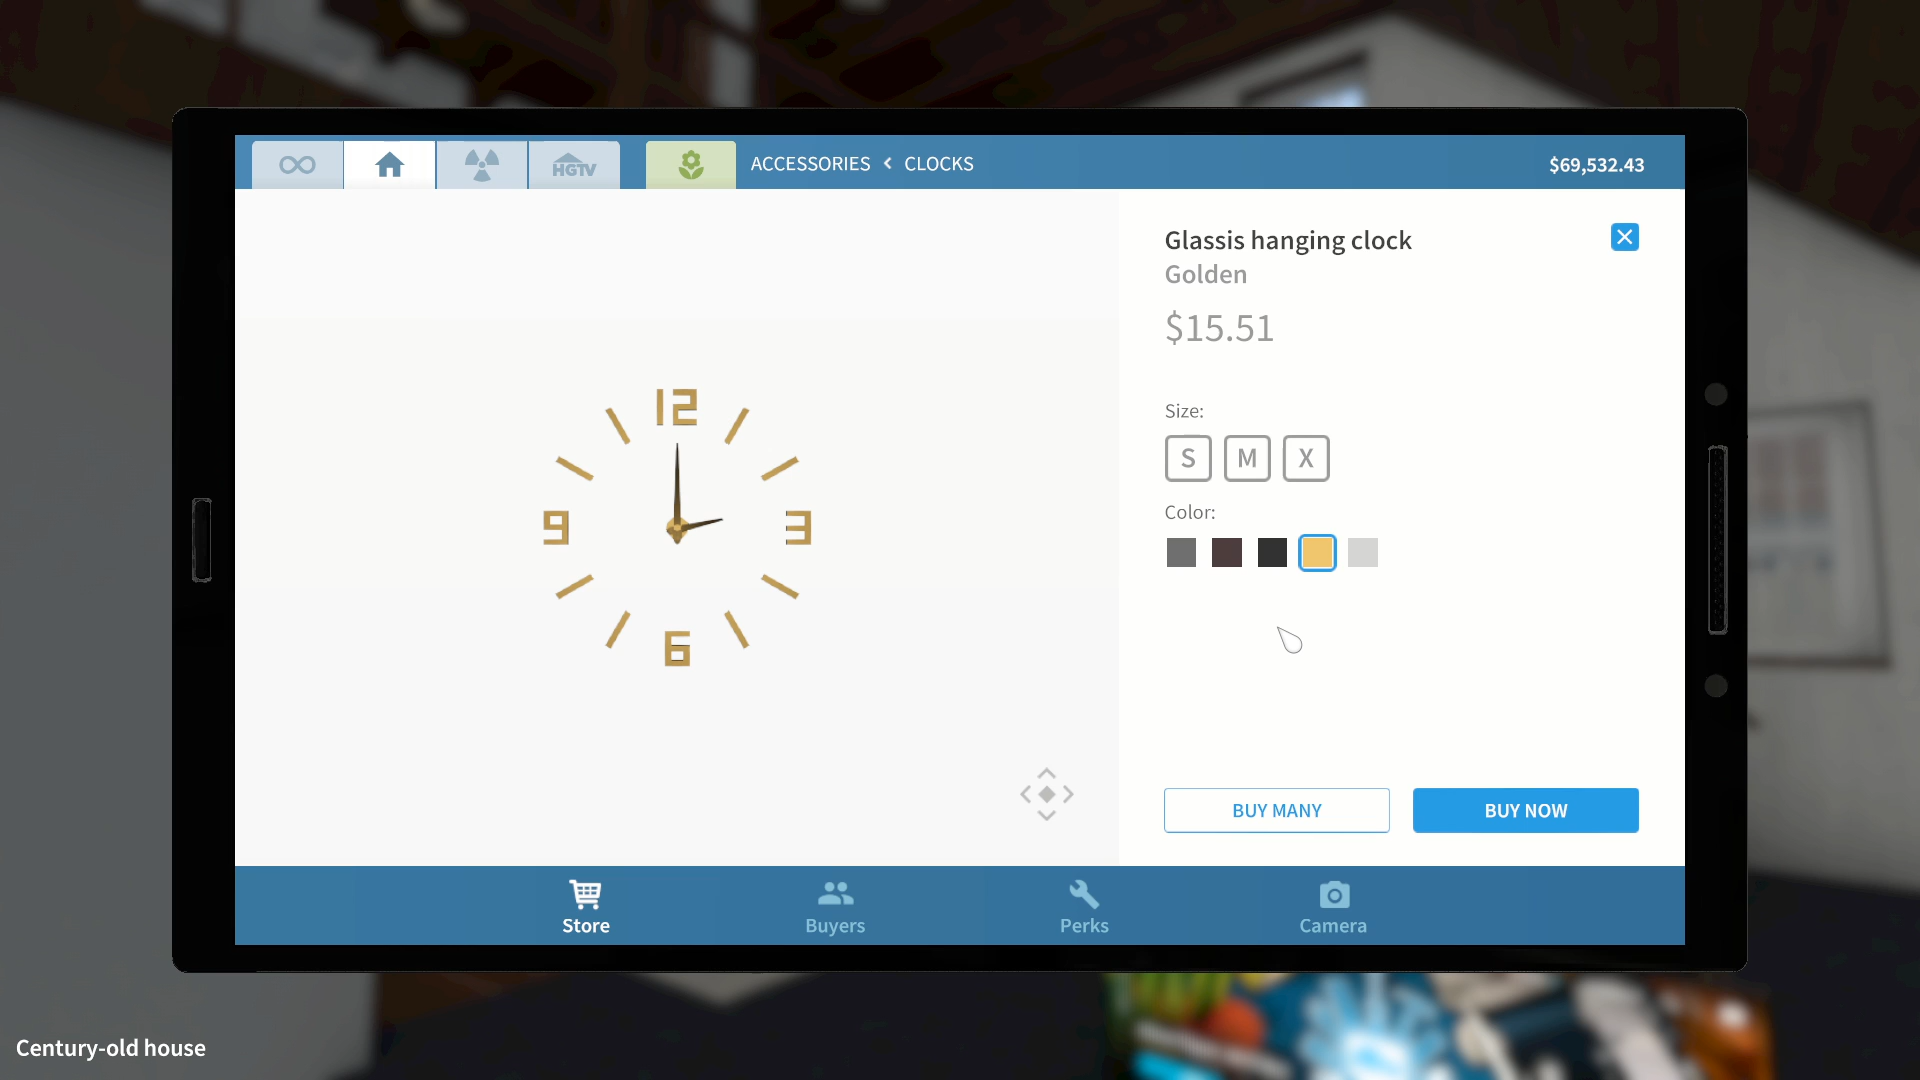 HGTV
ACCESSORIES < CLOCKS
$69,532.43
Glassis hanging clock
Golden
$15.51
Size:
S M X
Color:
12
9 3
6
BUY MANY
BUY NOW
Store
Buyers
Perks
Camera
Century-old house